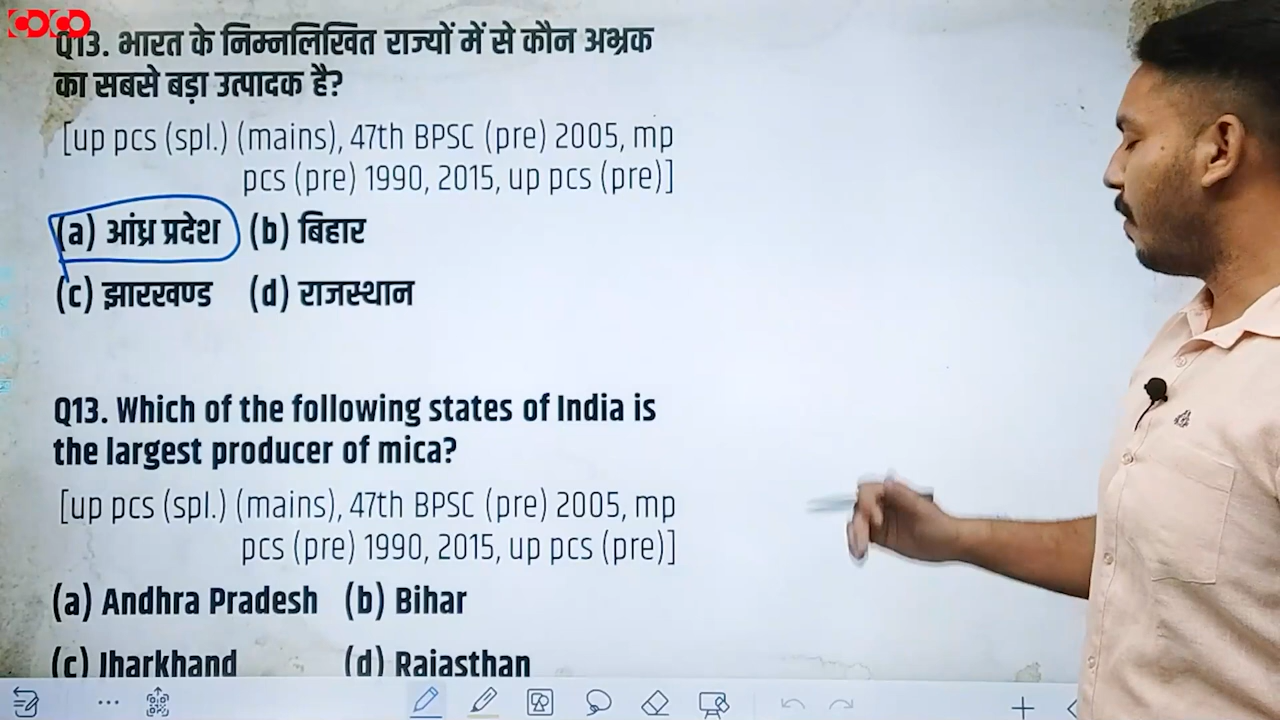 Q13. भारत के निम्नलिखित राज्यों में से कौन अभ्रक
का सबसे बड़ा उत्पादक है?
[up pcs (spl.) (mains), 47th BPSC (pre) 2005, mp
pcs (pre) 1990, 2015, up pcs (pre)]
(a) आंध्र प्रदेश (b) बिहार
(c) झारखण्ड (d) राजस्थान
Q13. Which of the following states of India is
the largest producer of mica?
[up pcs (spl.) (mains), 47th BPSC (pre) 2005, mp
pcs (pre) 1990, 2015, up pcs (pre)]
(a) Andhra Pradesh (b) Bihar
(c) Jharkhand (d) Rajasthan